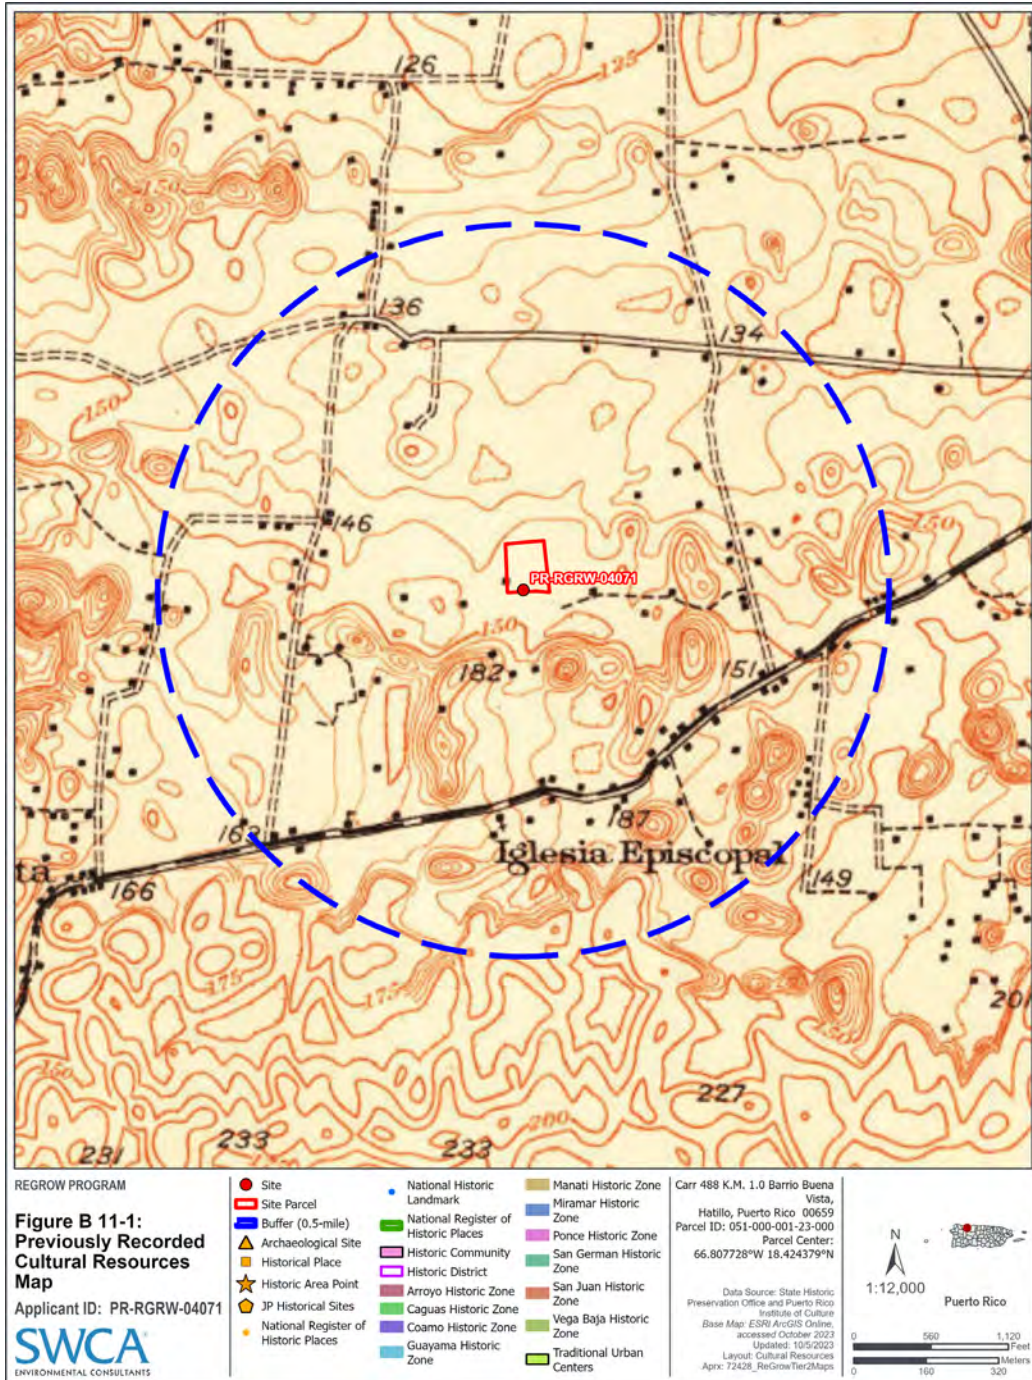 126
125
150
136
134
150
146
150
PR-RGRW-04071
150
182
151
163
187
Iglesia Episcopal
ta
166
149
175
175
201
150
227
200
231
233
233
REGROW PROGRAM
Figure B 11-1:
Previously Recorded
Cultural Resources
Map
Applicant ID: PR-RGRW-04071
SWCA
ENVIRONMENTAL CONSULTANTS
Site
Site Parcel
Buffer (0.5-mile)
Archaeological Site
Historical Place
Historic Area Point
JP Historical Sites
National Register of
Historic Places
National Historic
Landmark
National Register of
Historic Places
Historic Community
Historic District
Arroyo Historic Zone
Caguas Historic Zone
Coamo Historic Zone
Guayama Historic
Zone
Manati Historic Zone
Miramar Historic
Zone
Ponce Historic Zone
San German Historic
Zone
San Juan Historic
Zone
Vega Baja Historic
Zone
Traditional Urban
Centers
Carr 488 K.M. 1.0 Barrio Buena
Vista,
Hatillo, Puerto Rico 00659
Parcel ID: 051-000-001-23-000
Parcel Center:
66.807728°W 18.424379°N
Data Source: State Historic
Preservation Office and Puerto Rico
Institute of Culture
Base Map: ESRI ArcGIS Online,
accessed October 2023
Updated: 10/5/2023
Layout: Cultural Resources
Aprx: 72428_ReGrowTier2Maps
N
1:12,000
Puerto Rico
0 560 1,120
Feet
Meters
0 160 320